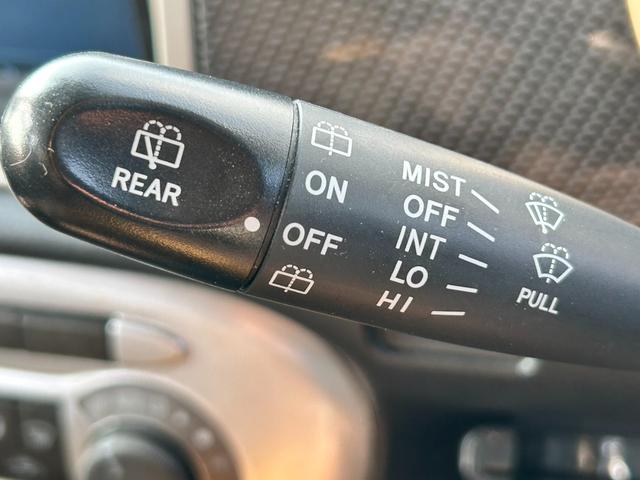 REAR
ON
OFF
MIST
OFF
INT
LO
HI
PULL